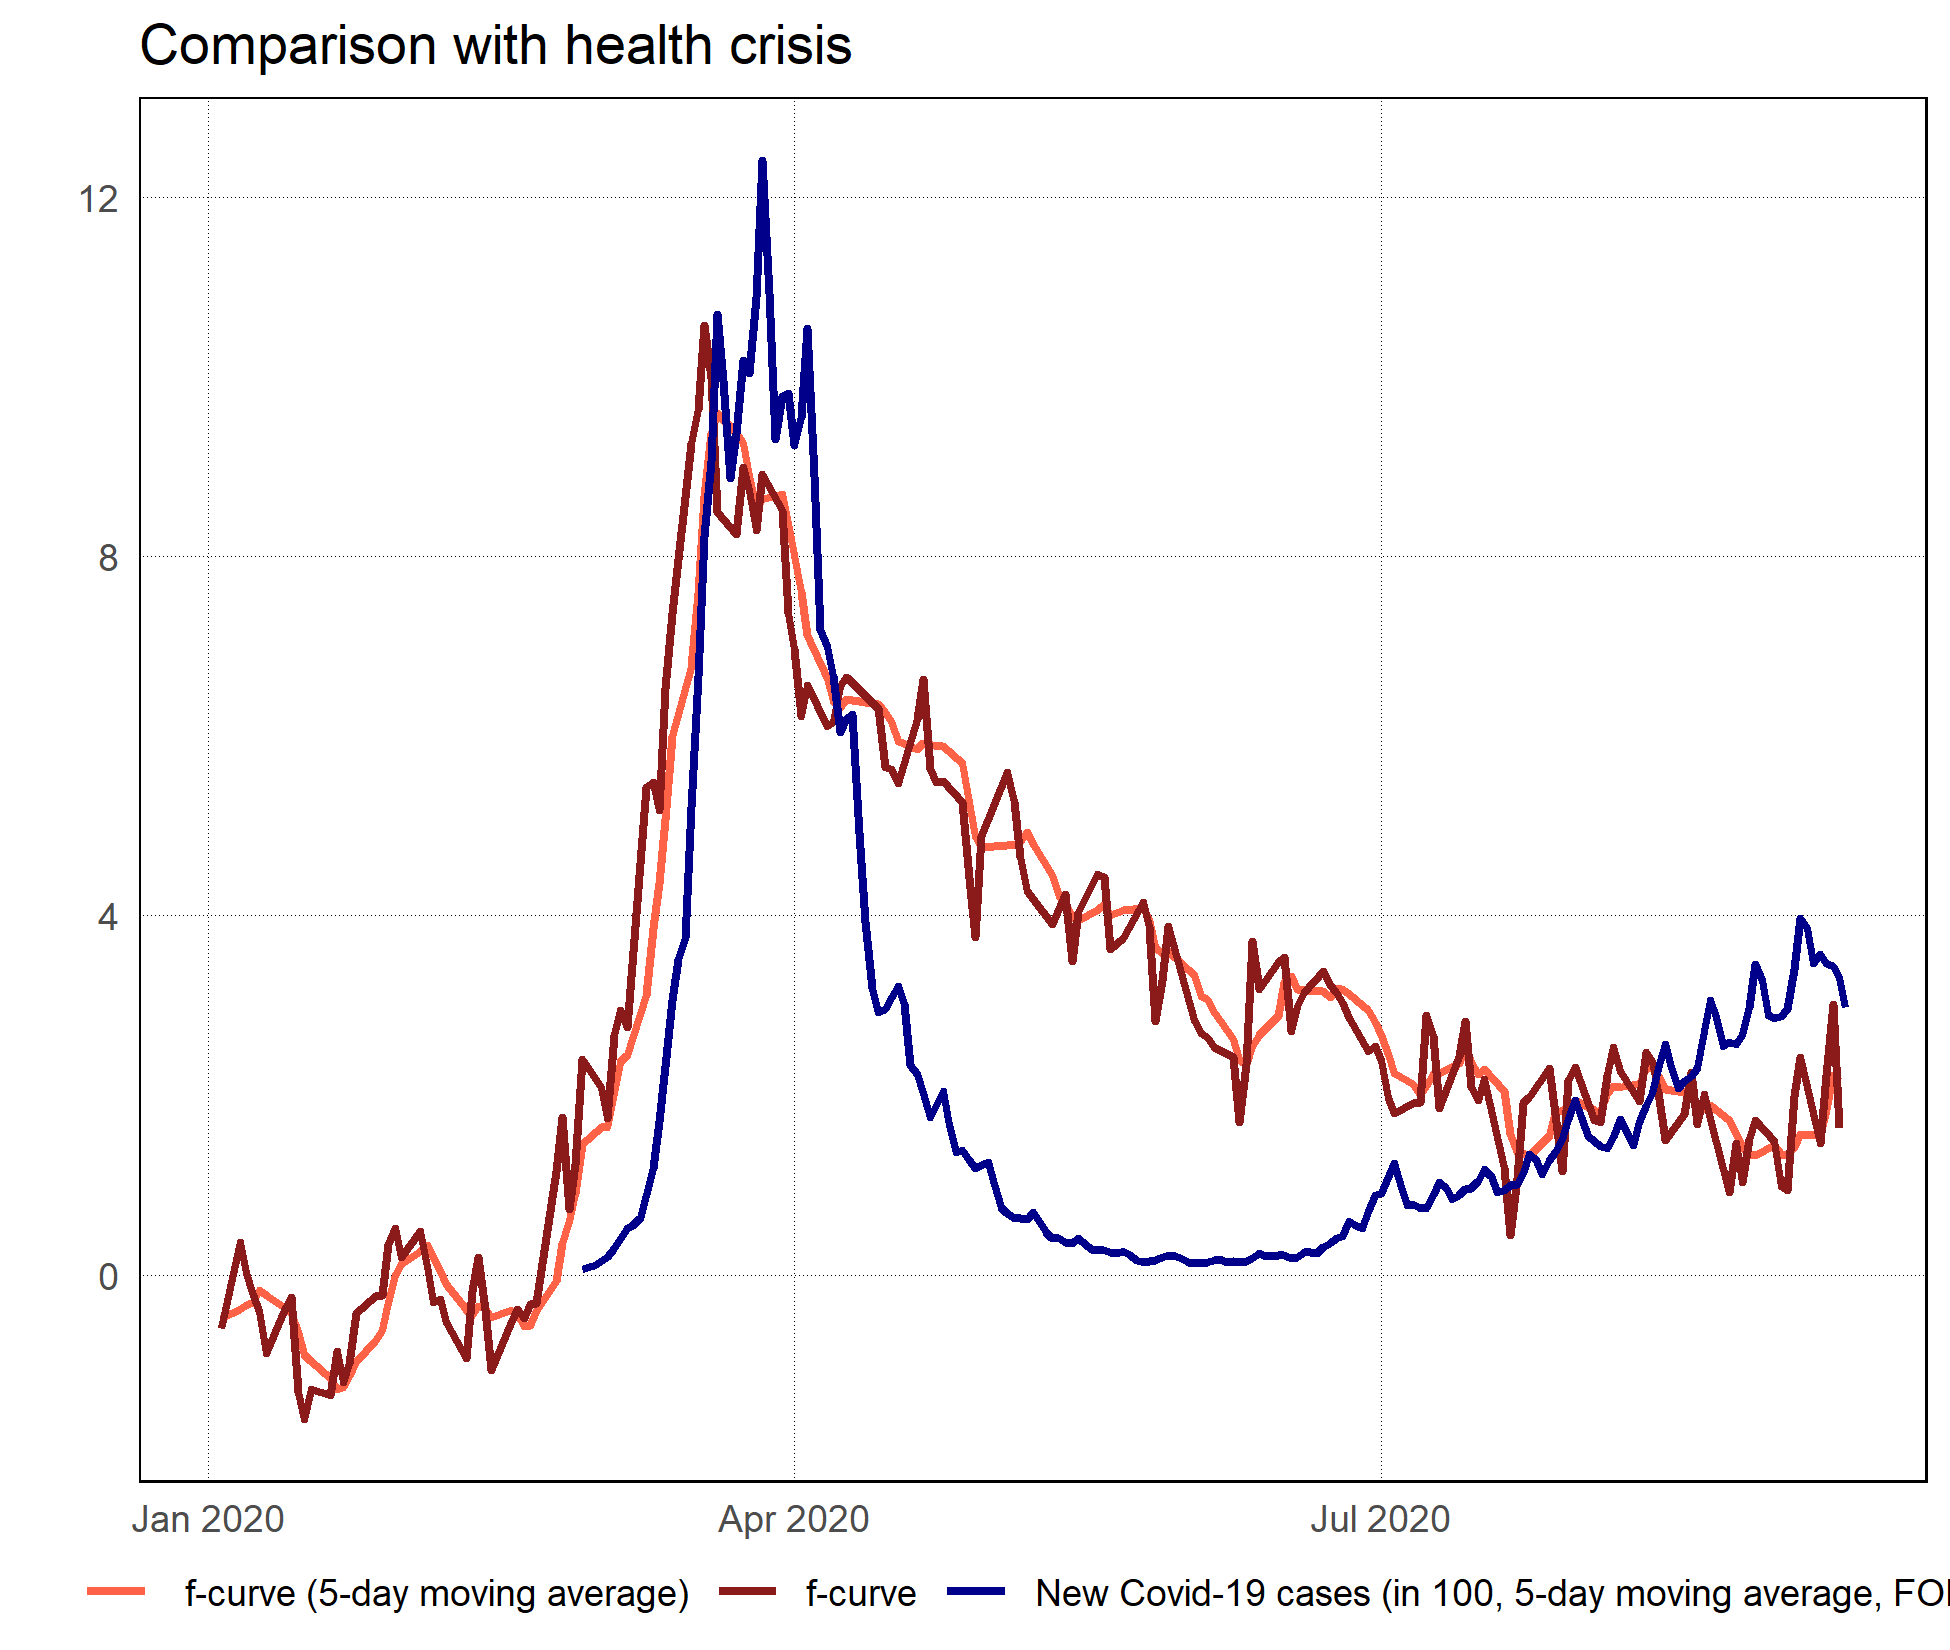 Comparison with health crisis
12
8
4
0
Jan 2020 Apr 2020 Jul 2020
f-curve (5-day moving average) f-curve New Covid-19 cases (in 100, 5-day moving average,